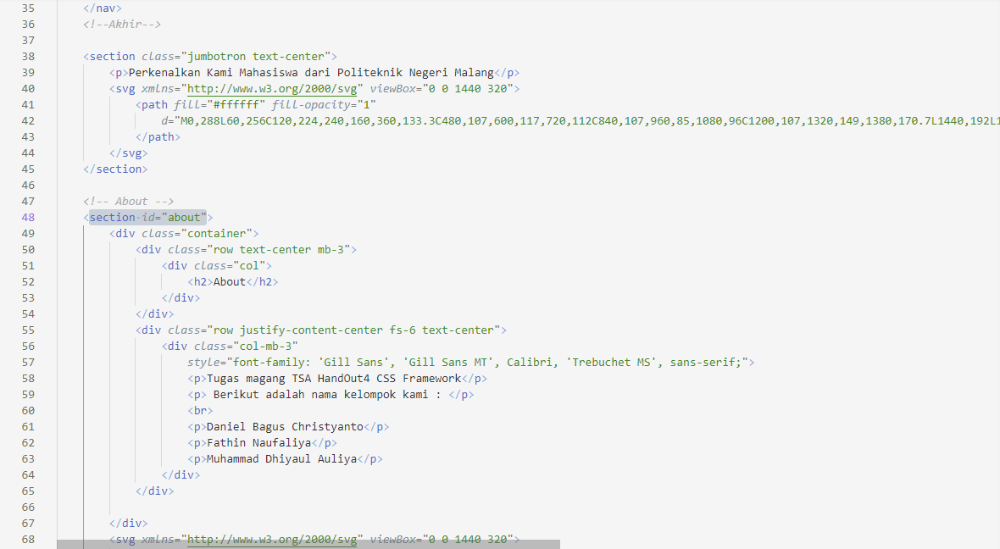 35 </nav>
36 <!--Akhir-->
37
38 <section class="jumbotron text-center">
39 <p>Perkenalkan Kami Mahasiswa dari Politeknik Negeri Malang</p>
40 <svg xmlns="http://www.w3.org/2000/svg" viewBox="0 0 1440 320">
41 <path fill="#ffffff" fill-opacity="1"
42 d="M0,288L60,256C120,224,240,160,360,133.3C480,107,600,117,720,112C840,107,960,85,1080,96C1200,107,1320,149,1380,170.7L1440,192L1
43 </path>
44 </svg>
45 </section>
46
47 <!-- About -->
48 <section id="about">
49 <div class="container">
50 <div class="row text-center mb-3">
51 <div class="col">
52 <h2>About</h2>
53 </div>
54 </div>
55 <div class="row justify-content-center fs-6 text-center">
56 <div class="col-mb-3"
57 style="font-family: 'Gill Sans', 'Gill Sans MT', Calibri, 'Trebuchet MS', sans-serif;">
58 <p>Tugas magang TSA HandOut4 CSS Framework</p>
59 <p> Berikut adalah nama kelompok kami : </p>
60 <br>
61 <p>Daniel Bagus Christyanto</p>
62 <p>Fathin Naufaliya</p>
63 <p>Muhammad Dhiyaul Auliya</p>
64 </div>
65 </div>
66
67 </div>
68 <svg xmlns="http://www.w3.org/2000/svg" viewBox="0 0 1440 320">